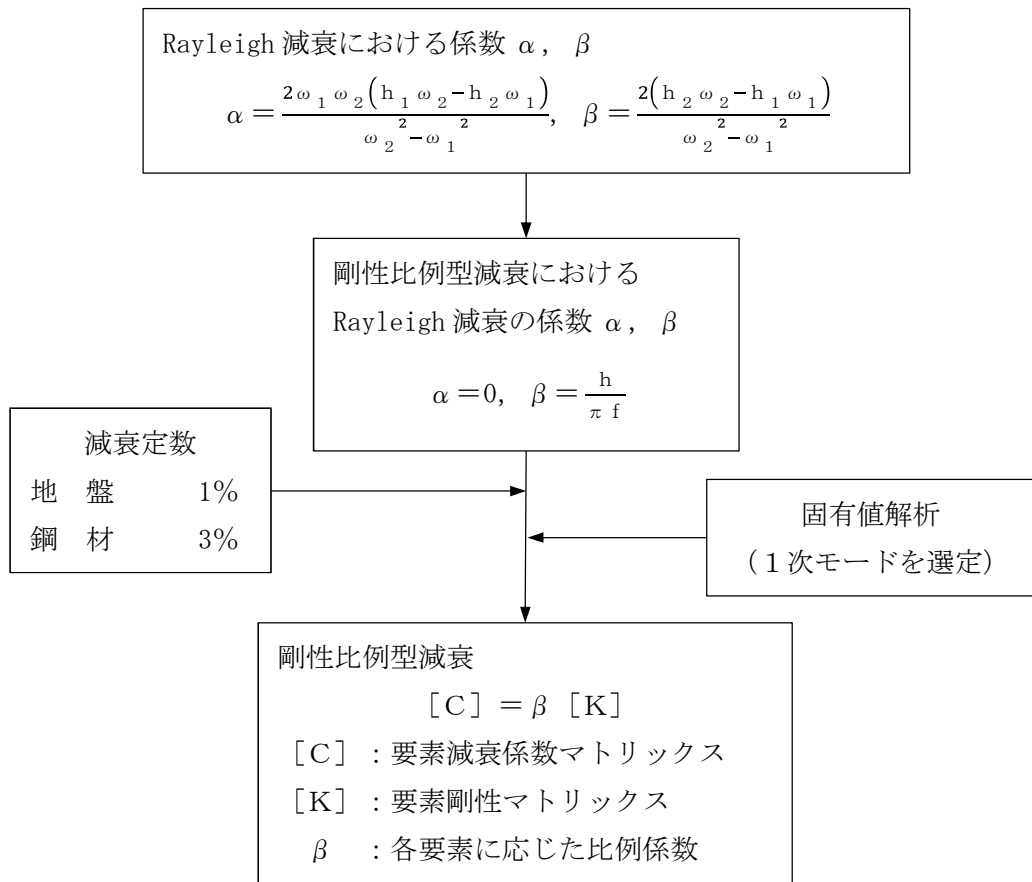 Rayleigh 減衰における係数 α, β
α＝2ω₁ω₂(h₁ω₂−h₂ω₁)/(ω₂²−ω₁²), β＝2(h₂ω₂−h₁ω₁)/(ω₂²−ω₁²)
剛性比例型減衰における
Rayleigh 減衰の係数 α, β
α＝0, β＝h/(πf)
減衰定数
地　盤　1%
鋼　材　3%
固有値解析
（１次モードを選定）
剛性比例型減衰
［Ｃ］＝β［Ｋ］
［Ｃ］：要素減衰係数マトリックス
［Ｋ］：要素剛性マトリックス
β　：各要素に応じた比例係数